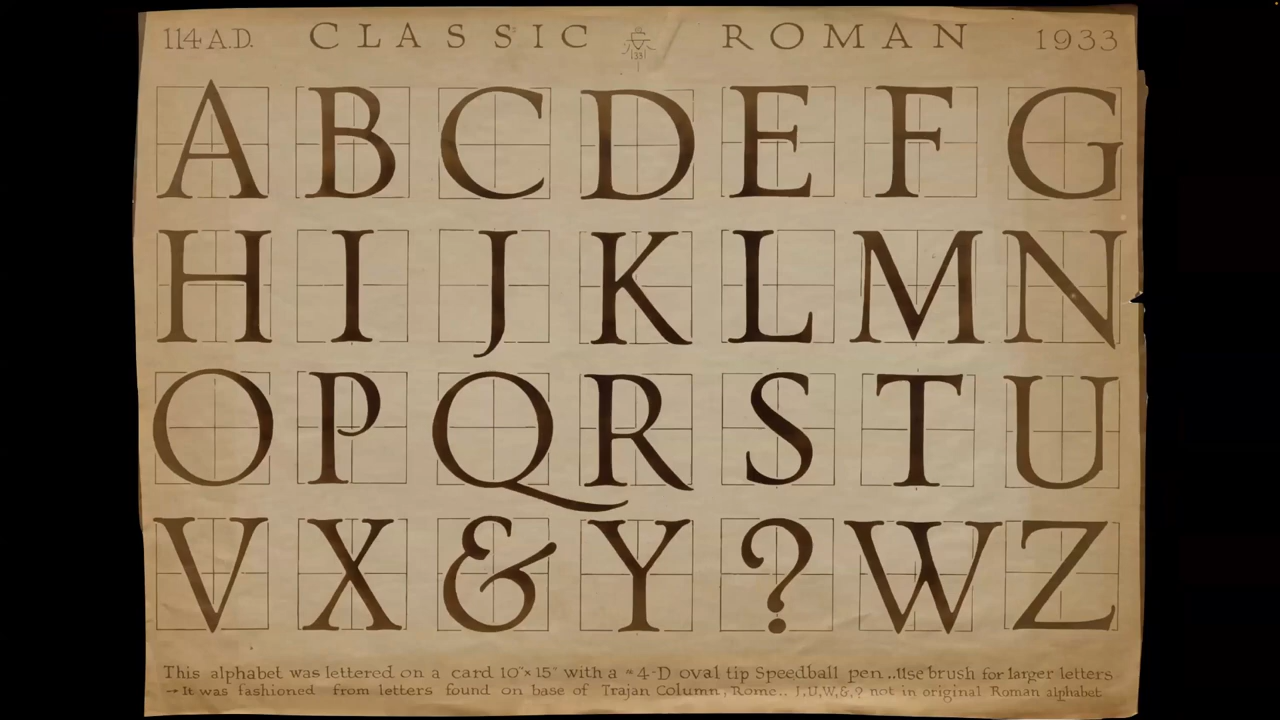 114 A.D. CLASSIC ROMAN 1933
A B C D E F G
H I J K L M N
O P Q R S T U
V X & Y ? W Z
This alphabet was lettered on a card 10"x 15" with a #4-D oval tip Speedball pen...Use brush for larger letters
→ It was fashioned from letters found on base of Trajan Column, Rome.. J,U,W,&,? not in original Roman alphabet